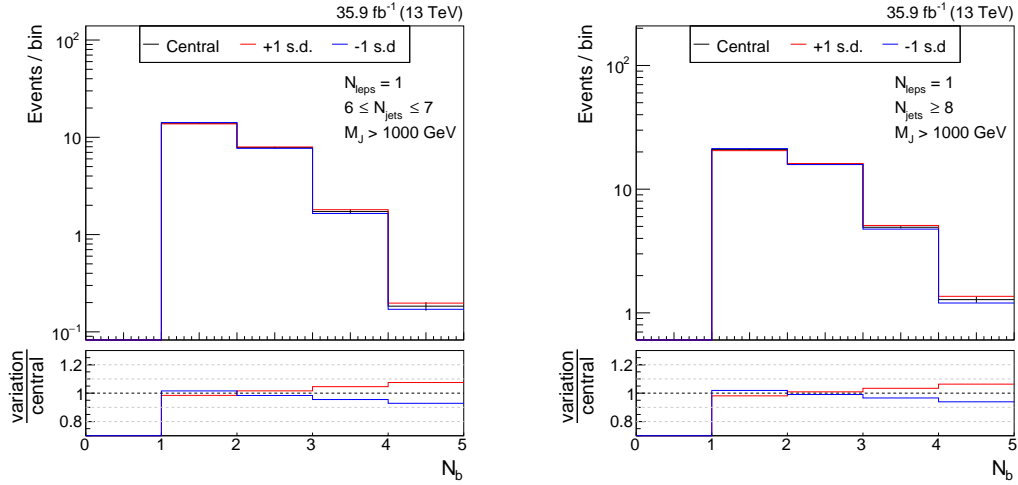 35.9 fb⁻¹ (13 TeV)
Events / bin
10²
10
1
10⁻¹
Central +1 s.d. -1 s.d
N_leps = 1
6 ≤ N_jets ≤ 7
M_J > 1000 GeV
variation
central
1.2
1
0.8
0 1 2 3 4 5
N_b
35.9 fb⁻¹ (13 TeV)
Events / bin
10²
10
1
Central +1 s.d. -1 s.d
N_leps = 1
N_jets ≥ 8
M_J > 1000 GeV
variation
central
1.2
1
0.8
0 1 2 3 4 5
N_b